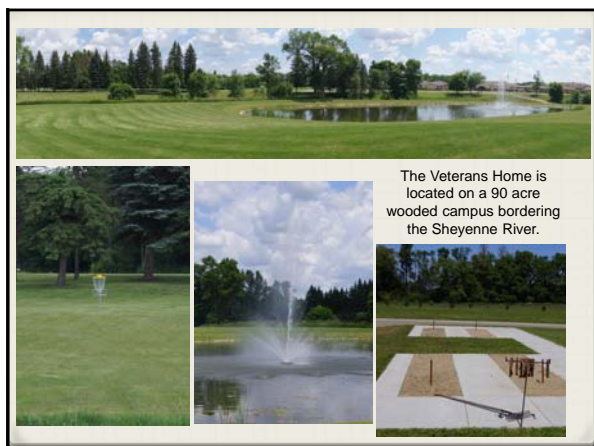 The Veterans Home is
located on a 90 acre
wooded campus bordering
the Sheyenne River.